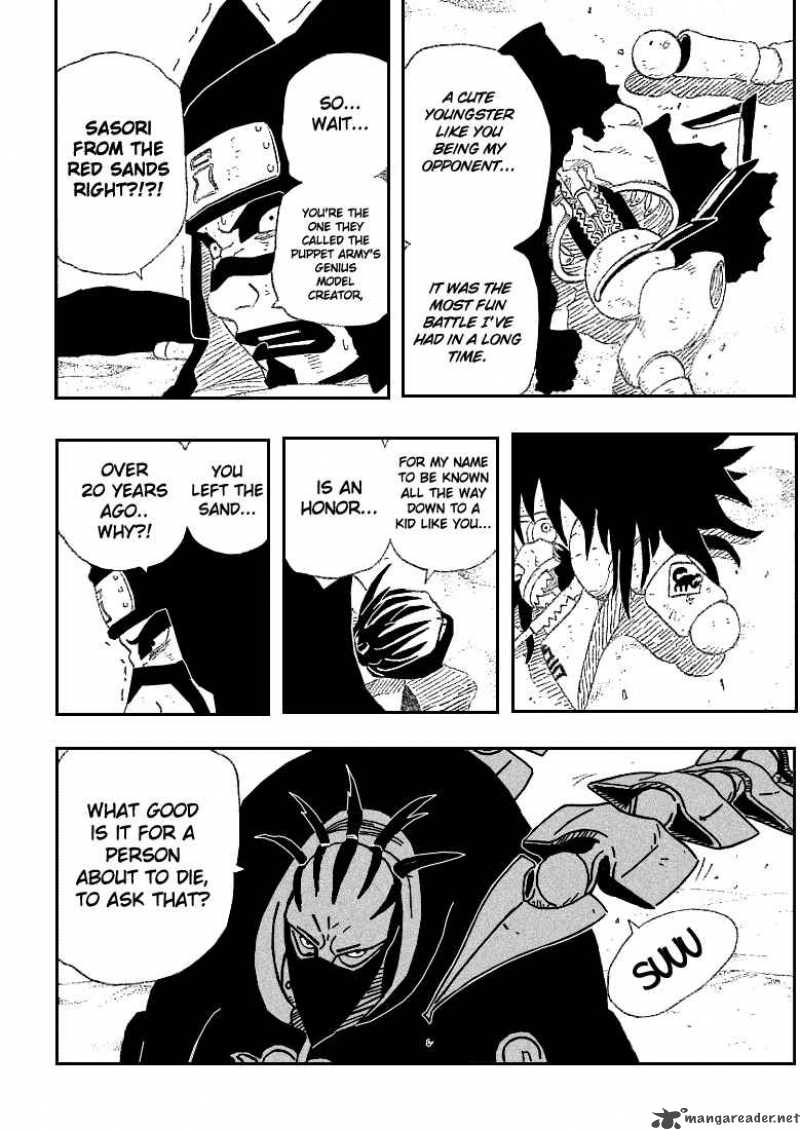 A CUTE
YOUNGSTER
LIKE YOU
BEING MY
OPPONENT...
IT WAS THE
MOST FUN
BATTLE I'VE
HAD IN A LONG
TIME.
SO...
WAIT...
YOU'RE THE
ONE THEY
CALLED THE
PUPPET ARMY'S
GENIUS
MODEL
CREATOR,
SASORI
FROM THE
RED SANDS
RIGHT?!?!
FOR MY NAME
TO BE KNOWN
ALL THE WAY
DOWN TO A
KID LIKE YOU...
IS AN
HONOR...
YOU
LEFT THE
SAND...
OVER
20 YEARS
AGO..
WHY?!
WHAT GOOD
IS IT FOR A
PERSON
ABOUT TO DIE,
TO ASK THAT?
SUUU
mangareader.net